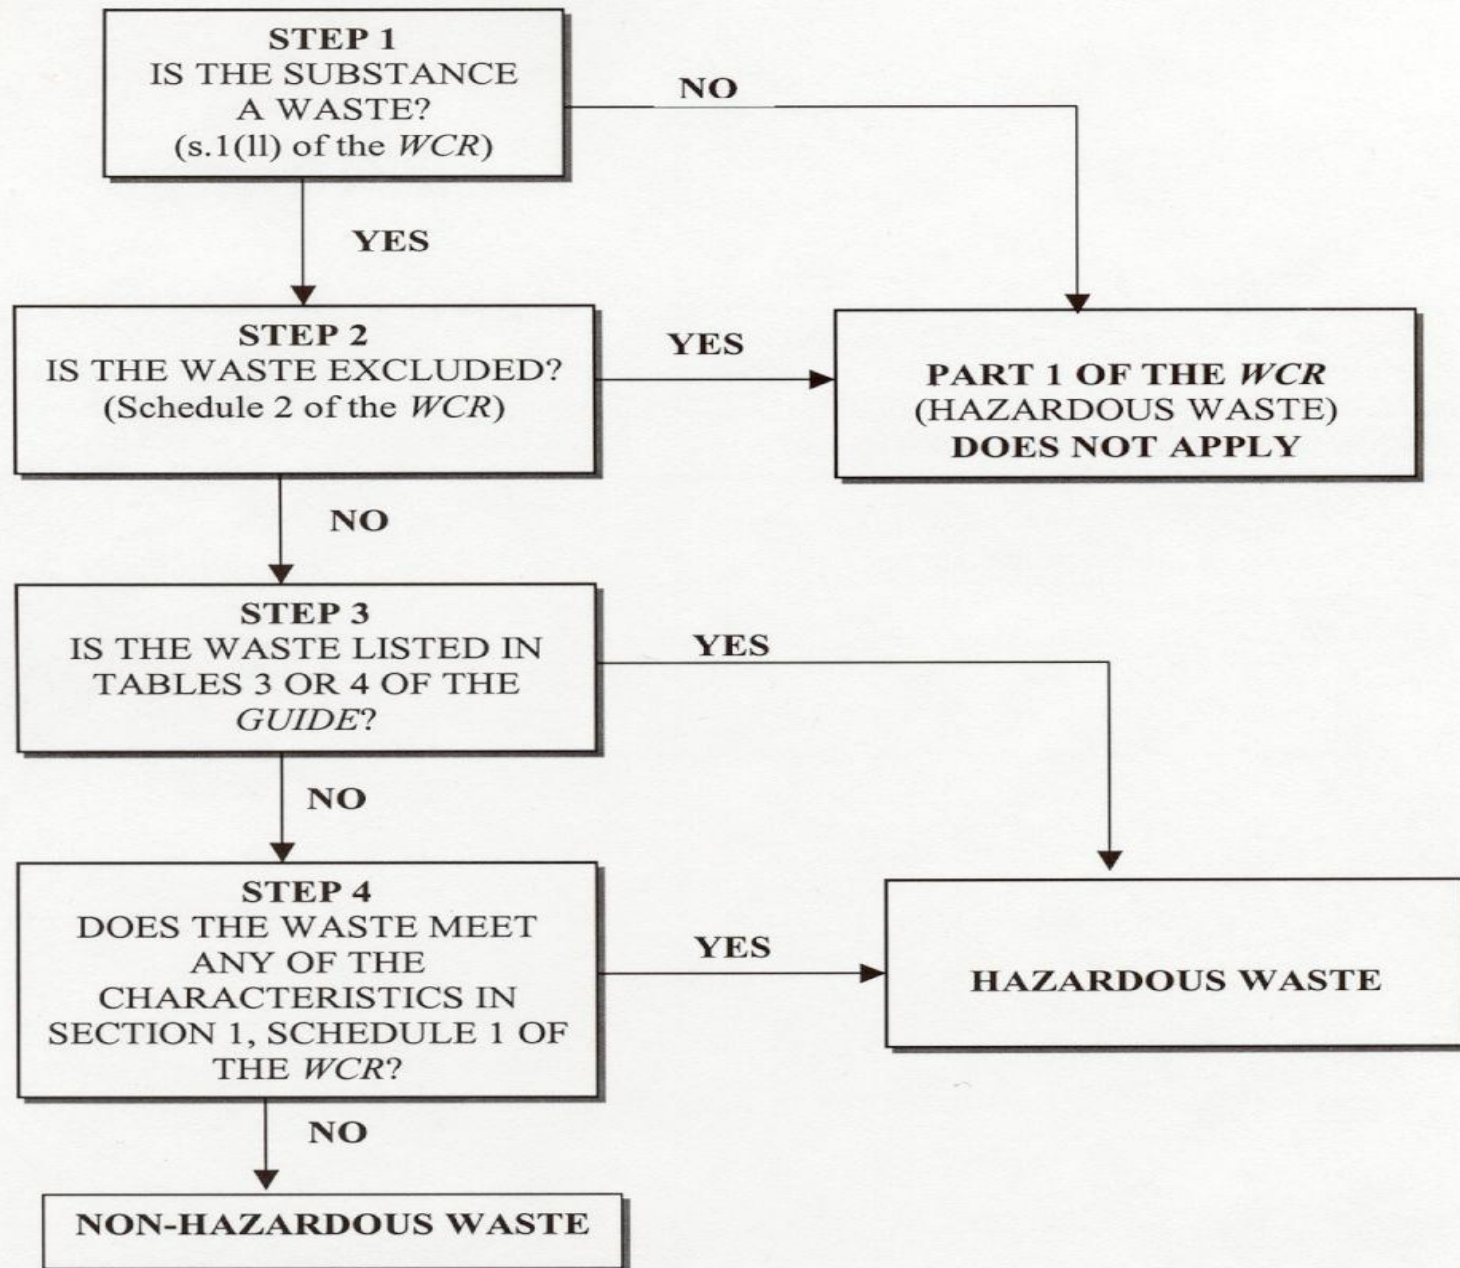 STEP 1
IS THE SUBSTANCE
A WASTE?
(s.1(ll) of the WCR)
NO
YES
STEP 2
IS THE WASTE EXCLUDED?
(Schedule 2 of the WCR)
YES
PART 1 OF THE WCR
(HAZARDOUS WASTE)
DOES NOT APPLY
NO
STEP 3
IS THE WASTE LISTED IN
TABLES 3 OR 4 OF THE
GUIDE?
YES
NO
STEP 4
DOES THE WASTE MEET
ANY OF THE
CHARACTERISTICS IN
SECTION 1, SCHEDULE 1 OF
THE WCR?
YES
HAZARDOUS WASTE
NO
NON-HAZARDOUS WASTE